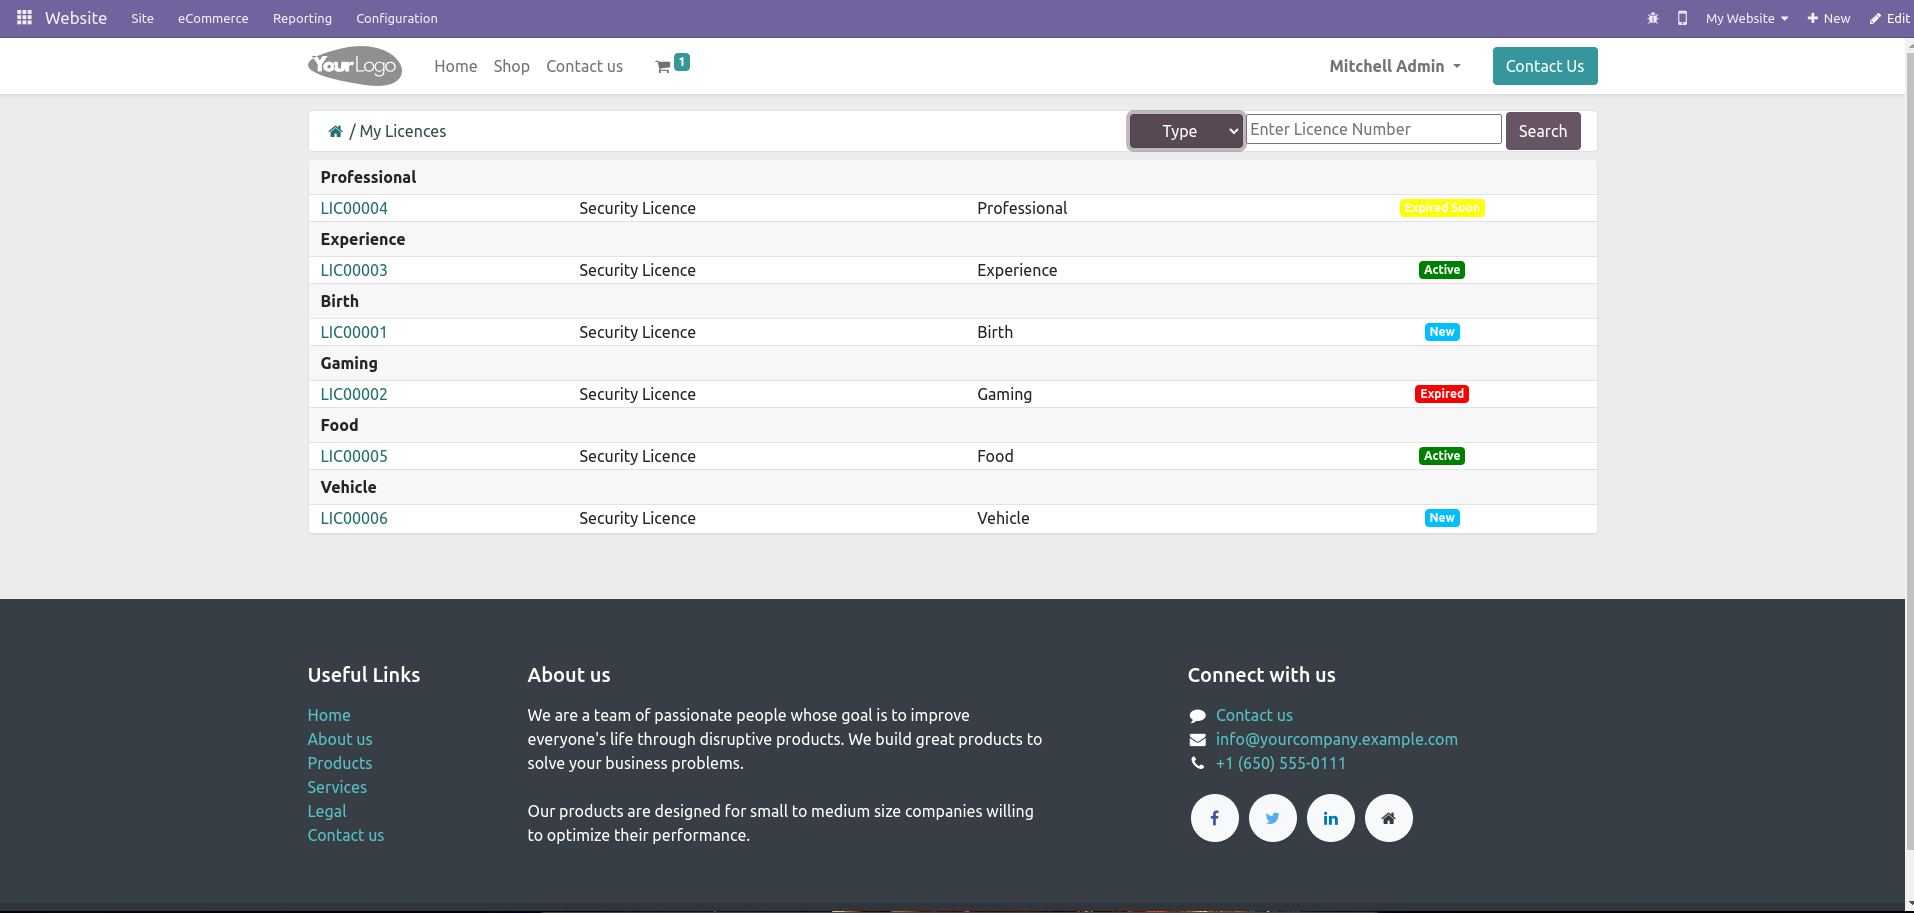 Website Site eCommerce Reporting Configuration My Website New Edit
YourLogo Home Shop Contact us 1 Mitchell Admin Contact Us
/ My Licences Type Enter Licence Number Search
Professional
LIC00004 Security Licence Professional Expired Soon
Experience
LIC00003 Security Licence Experience Active
Birth
LIC00001 Security Licence Birth New
Gaming
LIC00002 Security Licence Gaming Expired
Food
LIC00005 Security Licence Food Active
Vehicle
LIC00006 Security Licence Vehicle New
Useful Links
Home
About us
Products
Services
Legal
Contact us
About us
We are a team of passionate people whose goal is to improve
everyone's life through disruptive products. We build great products to
solve your business problems.
Our products are designed for small to medium size companies willing
to optimize their performance.
Connect with us
Contact us
info@yourcompany.example.com
+1 (650) 555-0111